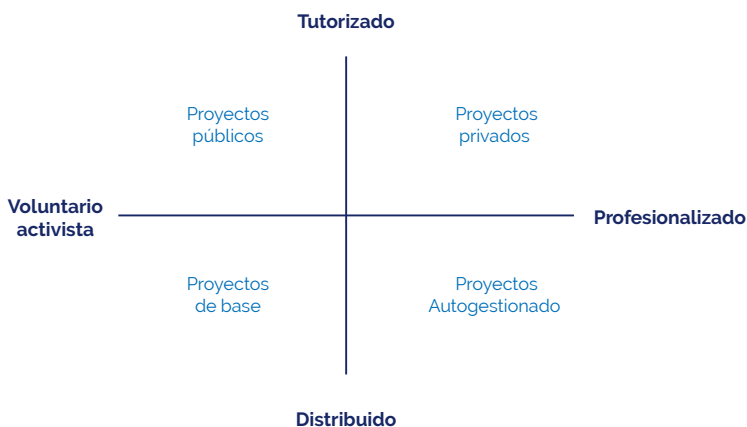 Tutorizado
Proyectos
públicos
Proyectos
privados
Voluntario
activista
Profesionalizado
Proyectos
de base
Proyectos
Autogestionado
Distribuido